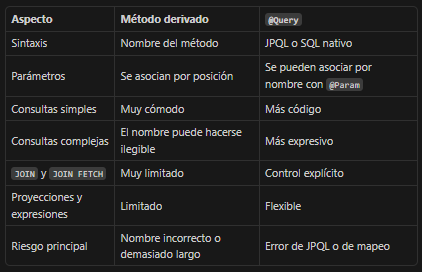 Aspecto Método derivado @Query
Sintaxis Nombre del método JPQL o SQL nativo
Parámetros Se asocian por posición Se pueden asociar por
nombre con @Param
Consultas simples Muy cómodo Más código
Consultas complejas El nombre puede hacerse
ilegible Más expresivo
JOIN y JOIN FETCH Muy limitado Control explícito
Proyecciones y
expresiones Limitado Flexible
Riesgo principal Nombre incorrecto o
demasiado largo Error de JPQL o de mapeo